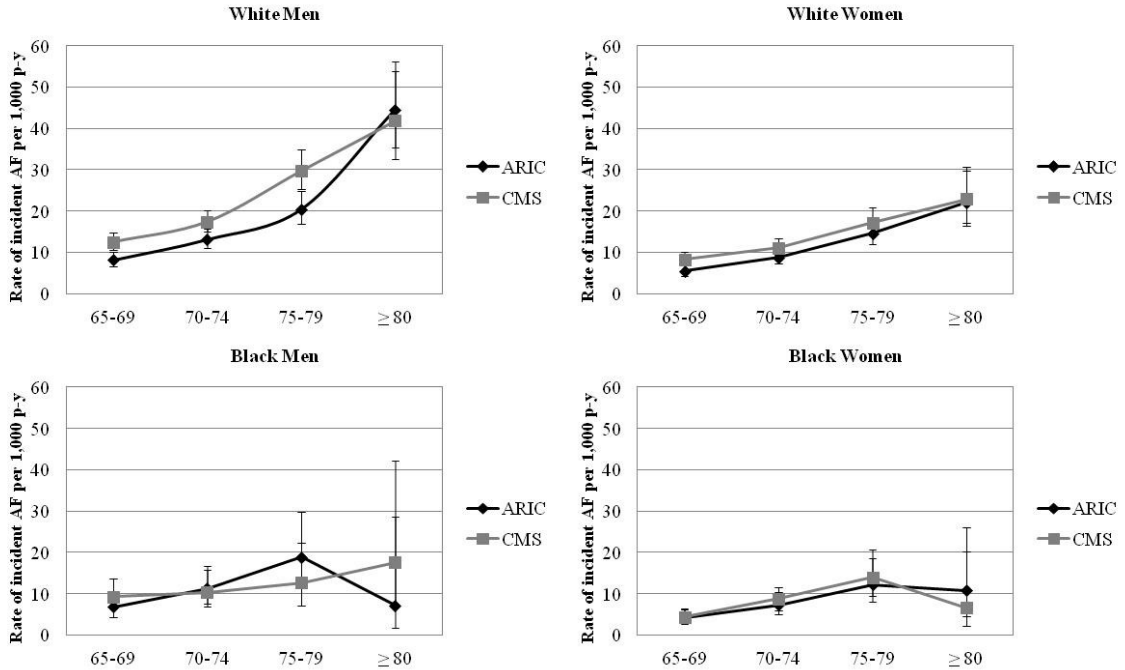 White Men
Rate of incident AF per 1,000 p-y
60
50
40
30
20
10
0
65-69 70-74 75-79 ≥ 80
ARIC
CMS
White Women
Rate of incident AF per 1,000 p-y
60
50
40
30
20
10
0
65-69 70-74 75-79 ≥ 80
ARIC
CMS
Black Men
Rate of incident AF per 1,000 p-y
60
50
40
30
20
10
0
65-69 70-74 75-79 ≥ 80
ARIC
CMS
Black Women
Rate of incident AF per 1,000 p-y
60
50
40
30
20
10
0
65-69 70-74 75-79 ≥ 80
ARIC
CMS